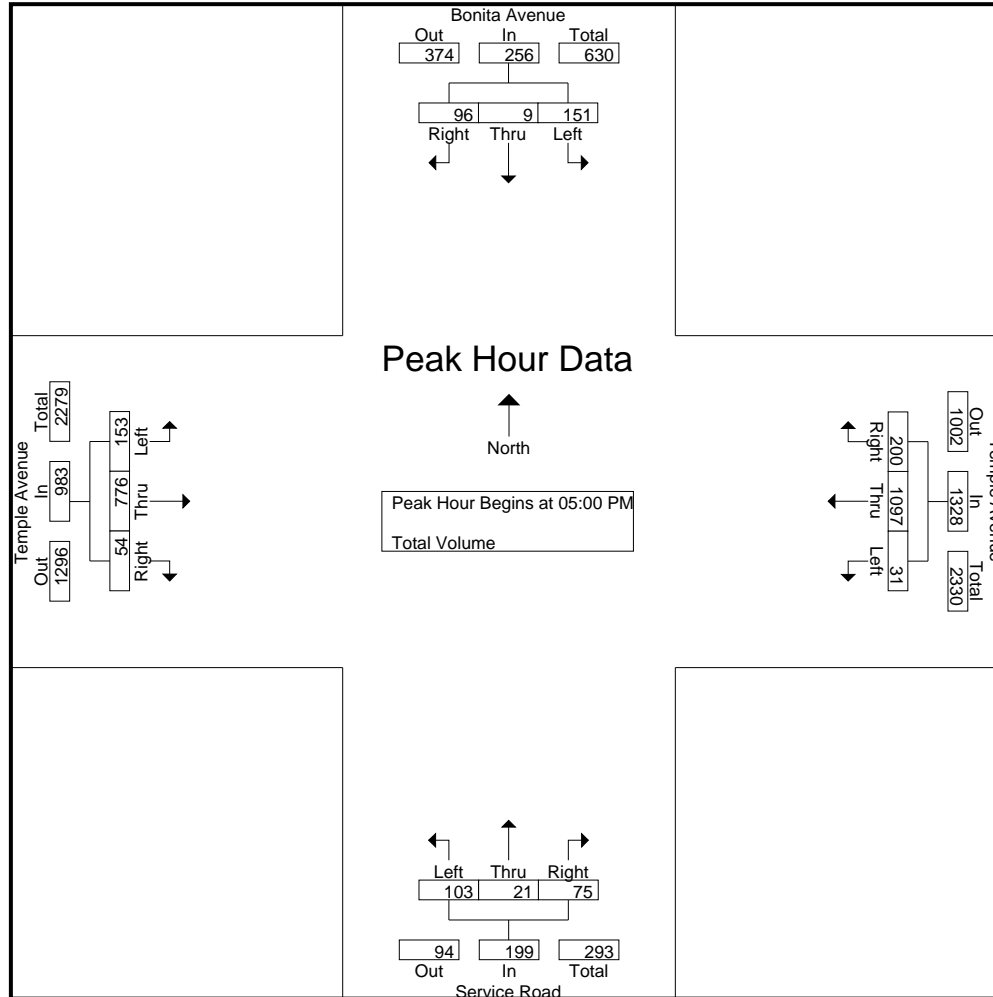 Bonita Avenue
Out In Total
374 256 630
96 9 151
Right Thru Left
Peak Hour Data
North
Peak Hour Begins at 05:00 PM
Total Volume
Temple Avenue
Out In Total
1296 983 2279
153 776 54
Left Thru Right
Out In Total
1002 1328 2330
200 1097 31
Right Thru Left
Left Thru Right
103 21 75
94 199 293
Out In Total
Service Road